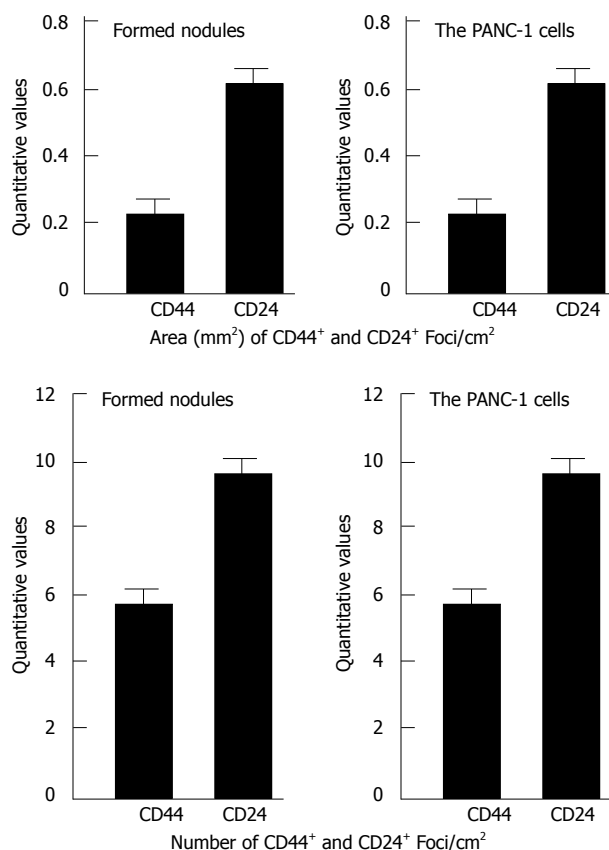 Formed nodules
The PANC-1 cells
Quantitative values
0.8
0.6
0.4
0.2
0
CD44
CD24
Quantitative values
0.8
0.6
0.4
0.2
0
CD44
CD24
Area (mm²) of CD44⁺ and CD24⁺ Foci/cm²
Formed nodules
The PANC-1 cells
Quantitative values
12
10
8
6
4
2
0
CD44
CD24
Quantitative values
12
10
8
6
4
2
0
CD44
CD24
Number of CD44⁺ and CD24⁺ Foci/cm²